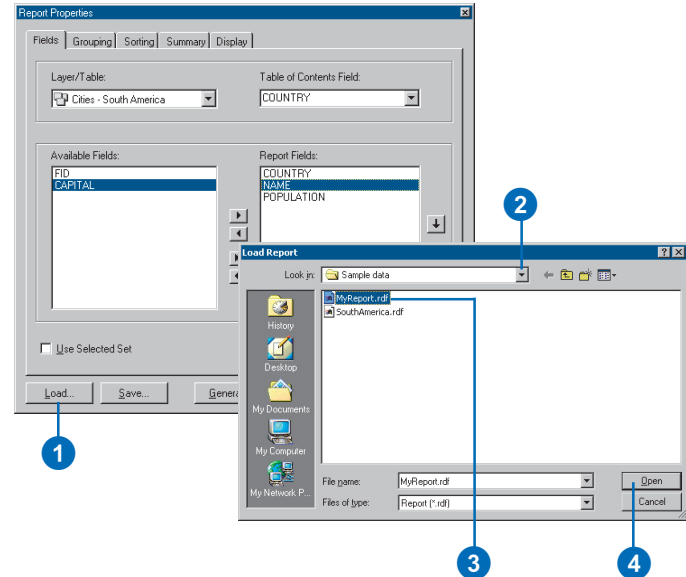 Report Properties
Fields Grouping Sorting Summary Display
Layer/Table:
Cities - South America
Table of Contents Field:
COUNTRY
Available Fields:
FID
CAPITAL
Report Fields:
COUNTRY
NAME
POPULATION
Use Selected Set
Load... Save...
1
2
Load Report
Look in: Sample data
History
Desktop
My Documents
My Computer
My Network P...
MyReport.rdf
SouthAmerica.rdf
File name: MyReport.rdf
Open
Files of type: Report (*.rdf)
Cancel
3
4